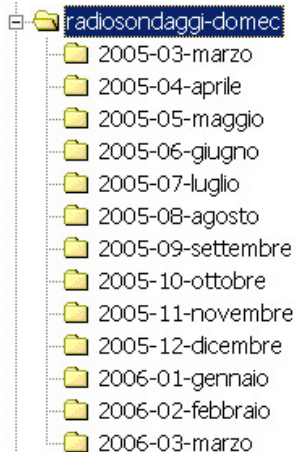 radiosondaggi-domec
2005-03-marzo
2005-04-aprile
2005-05-maggio
2005-06-giugno
2005-07-luglio
2005-08-agosto
2005-09-settembre
2005-10-ottobre
2005-11-novembre
2005-12-dicembre
2006-01-gennaio
2006-02-febbraio
2006-03-marzo